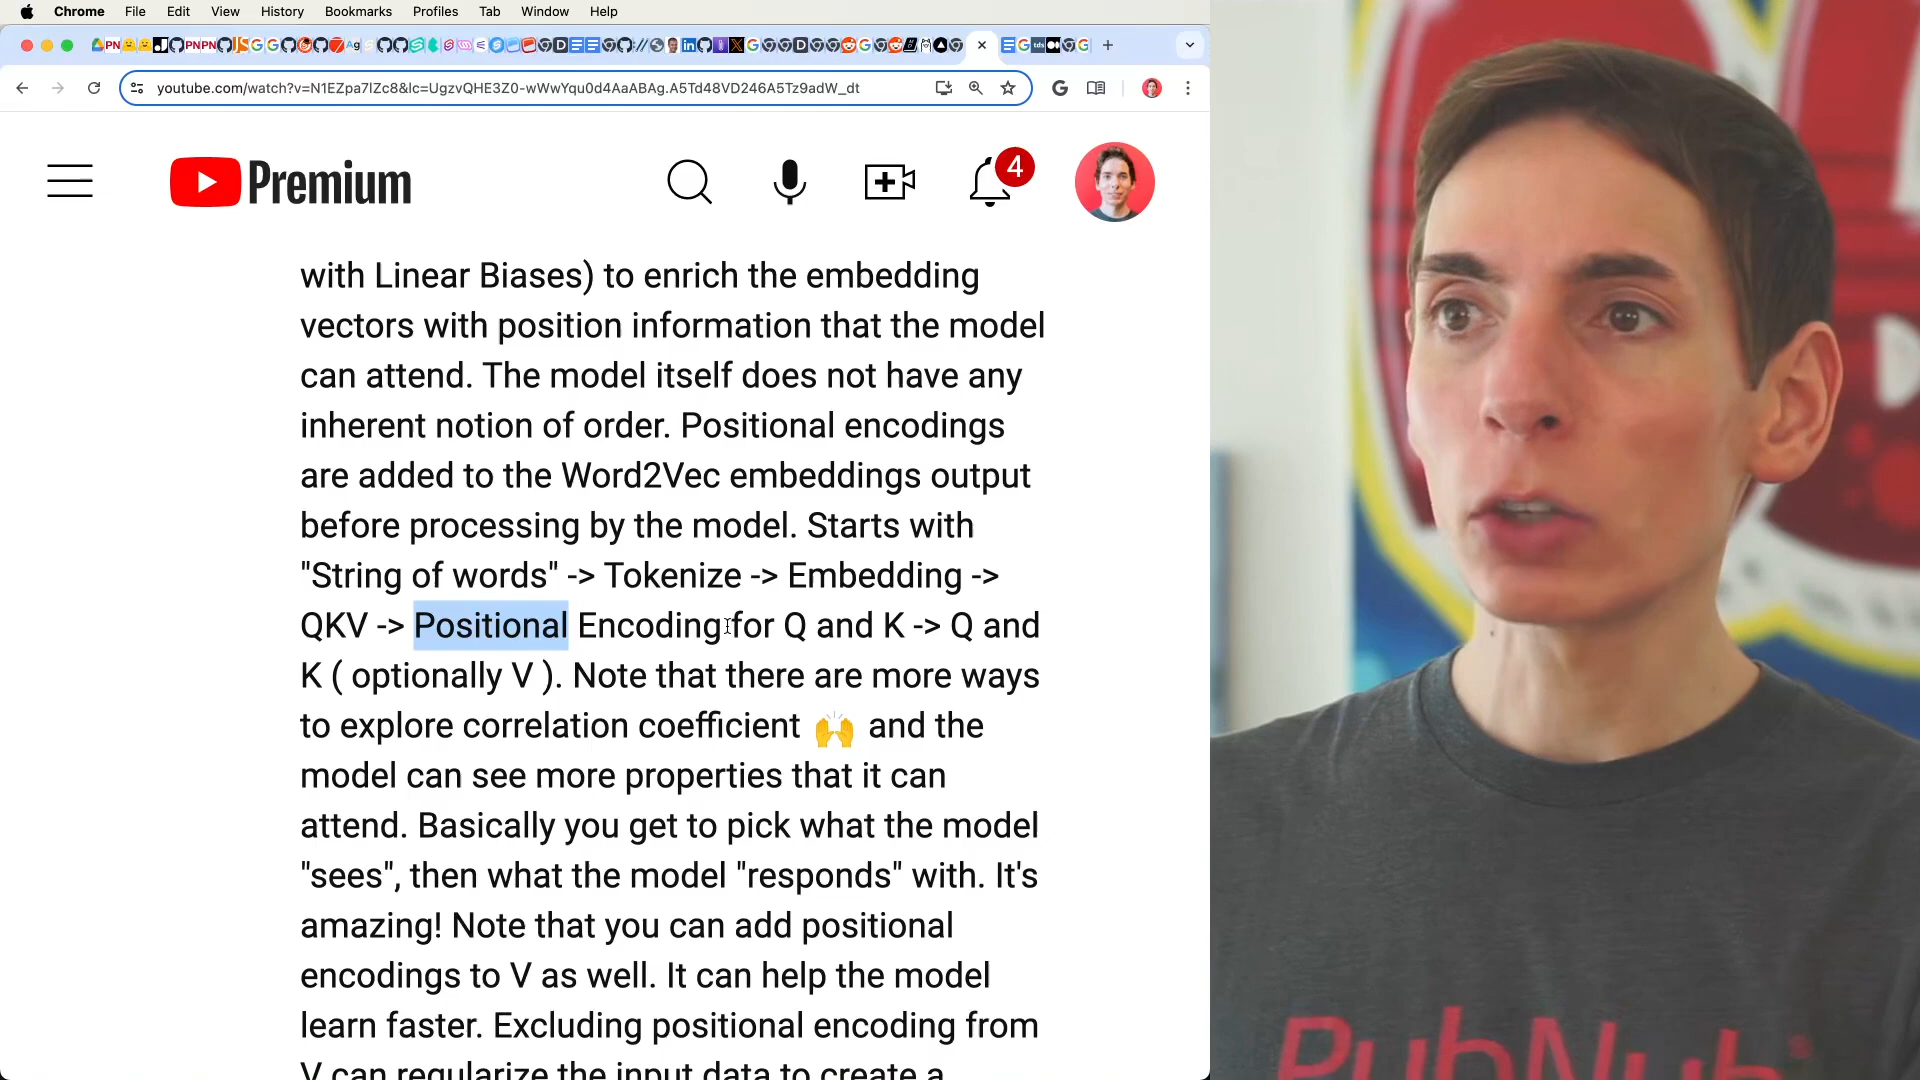 Chrome File Edit View History Bookmarks Profiles Tab Window Help
youtube.com/watch?v=N1EZpa7lZc8&lc=UgzvQHE3Z0-wWwYqu0d4AaABAg.A5Td48VD246A5Tz9adW_dt
Premium
4
with Linear Biases) to enrich the embedding
vectors with position information that the model
can attend. The model itself does not have any
inherent notion of order. Positional encodings
are added to the Word2Vec embeddings output
before processing by the model. Starts with
"String of words" -> Tokenize -> Embedding ->
QKV -> Positional Encoding for Q and K -> Q and
K ( optionally V ). Note that there are more ways
to explore correlation coefficient 🙌 and the
model can see more properties that it can
attend. Basically you get to pick what the model
"sees", then what the model "responds" with. It's
amazing! Note that you can add positional
encodings to V as well. It can help the model
learn faster. Excluding positional encoding from
V can regularize the input data to create a
PubNub